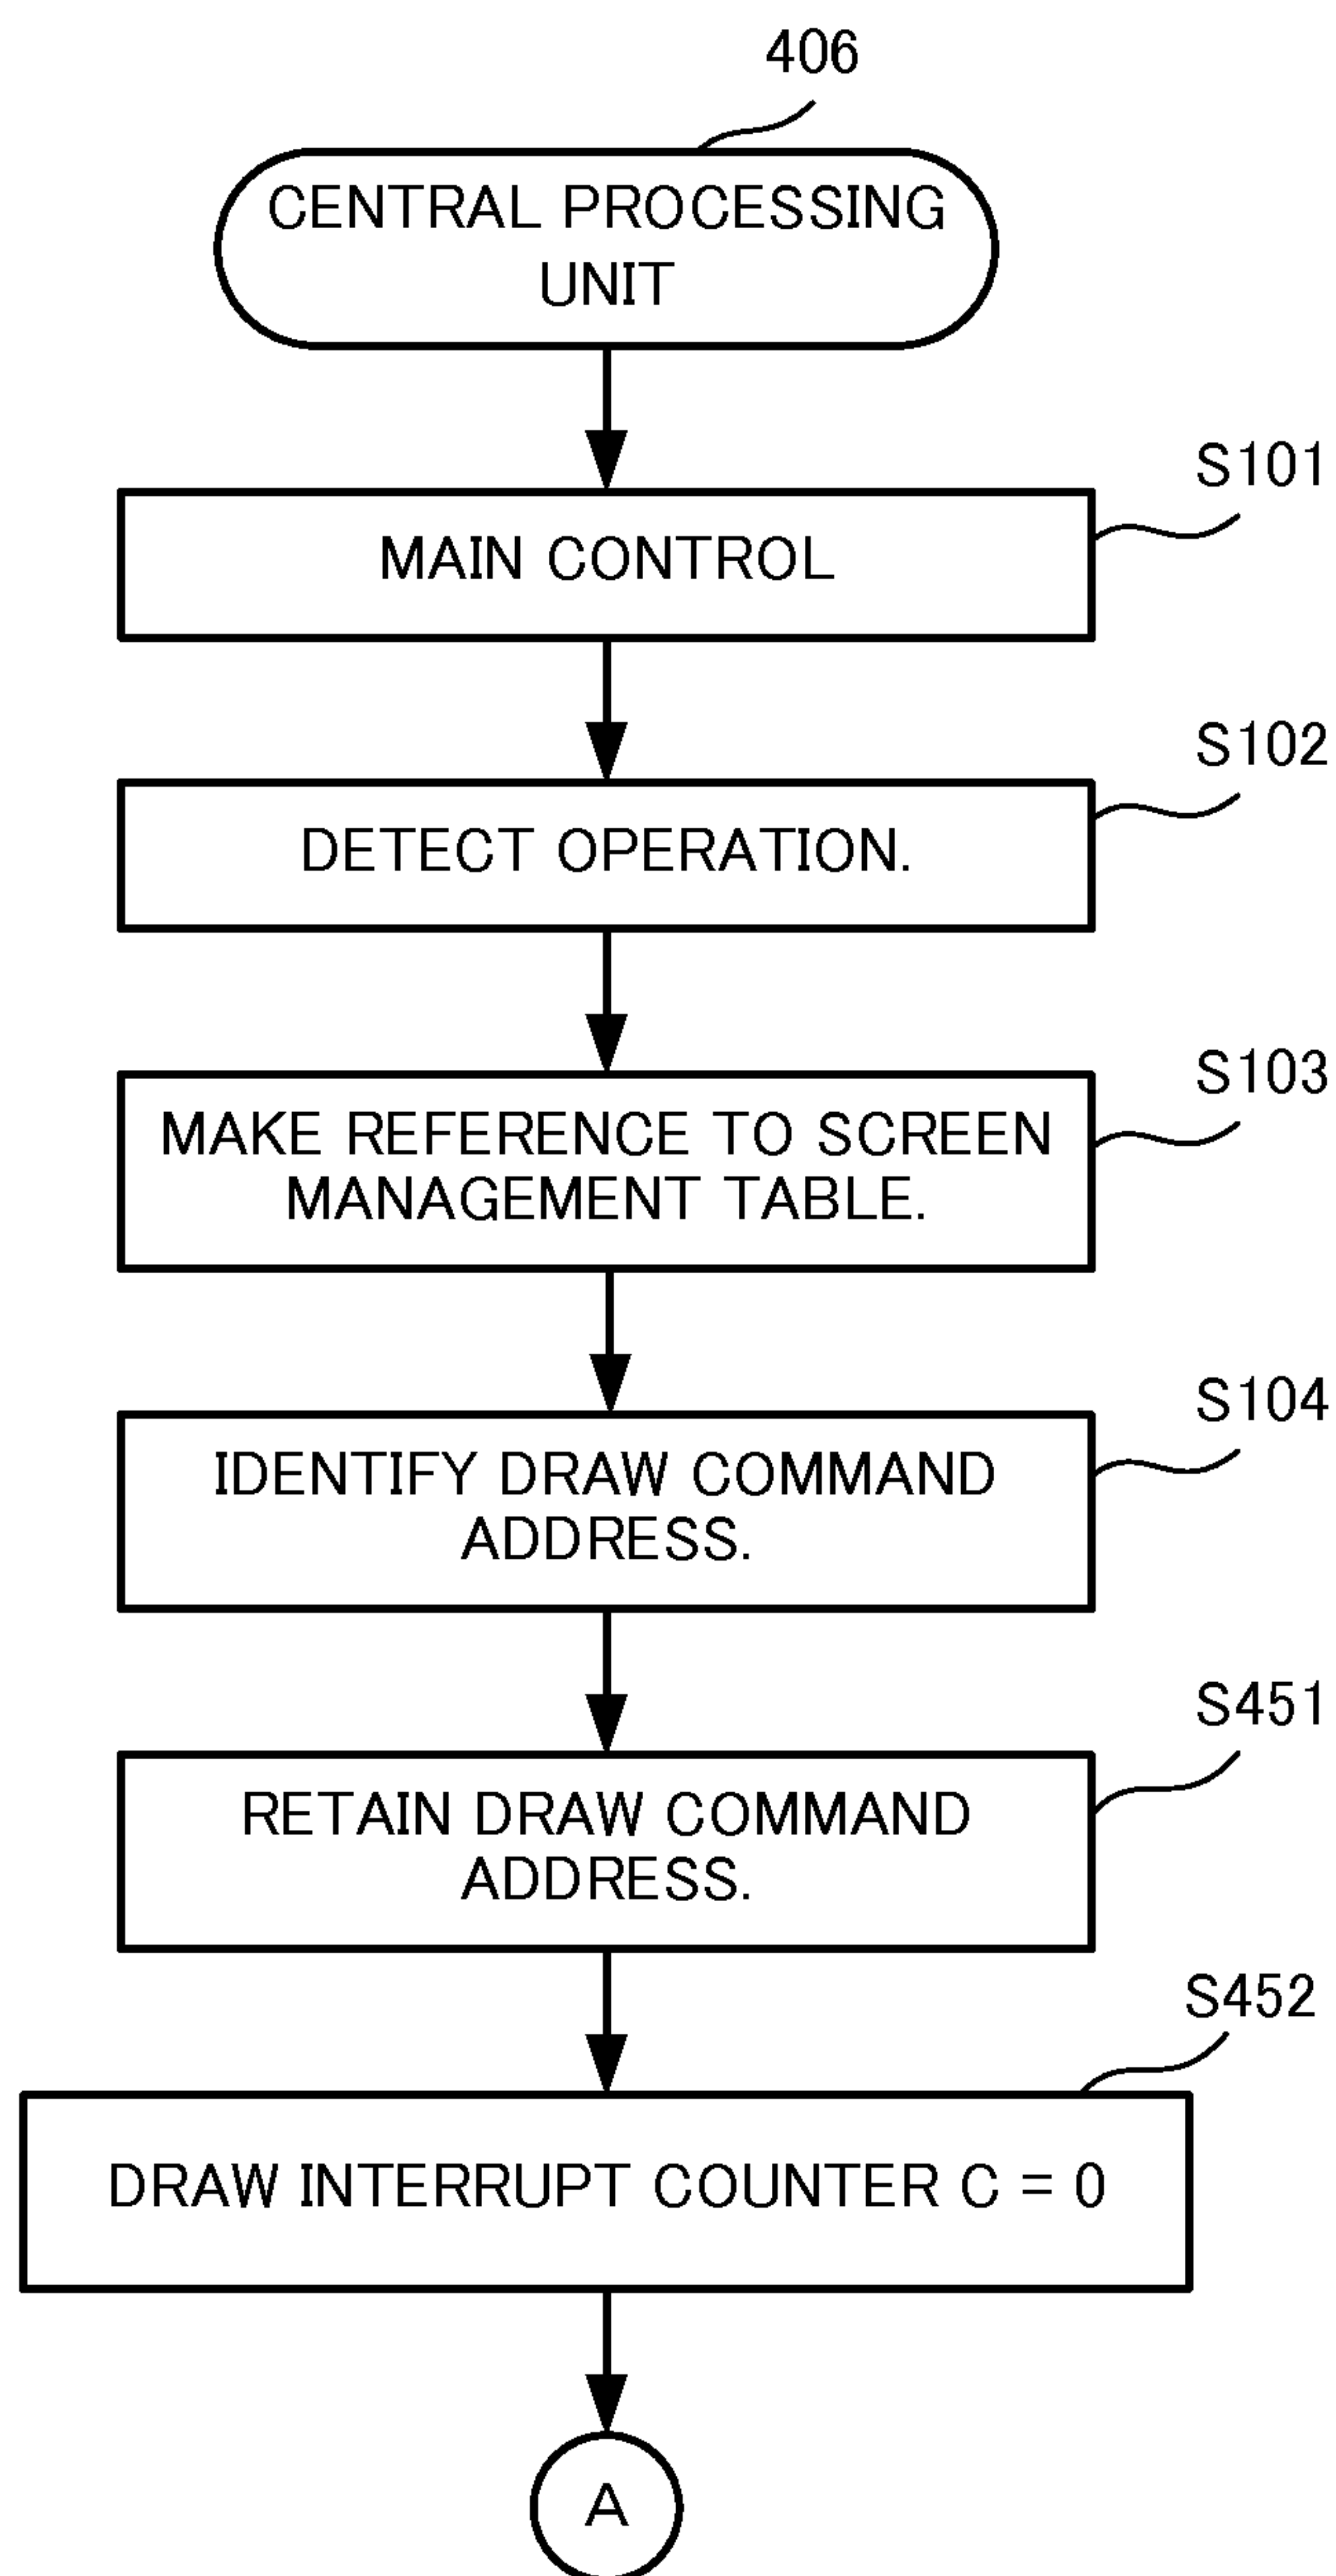 406
CENTRAL PROCESSING
UNIT
S101
MAIN CONTROL
S102
DETECT OPERATION.
S103
MAKE REFERENCE TO SCREEN
MANAGEMENT TABLE.
S104
IDENTIFY DRAW COMMAND
ADDRESS.
S451
RETAIN DRAW COMMAND
ADDRESS.
S452
DRAW INTERRUPT COUNTER C = 0
A